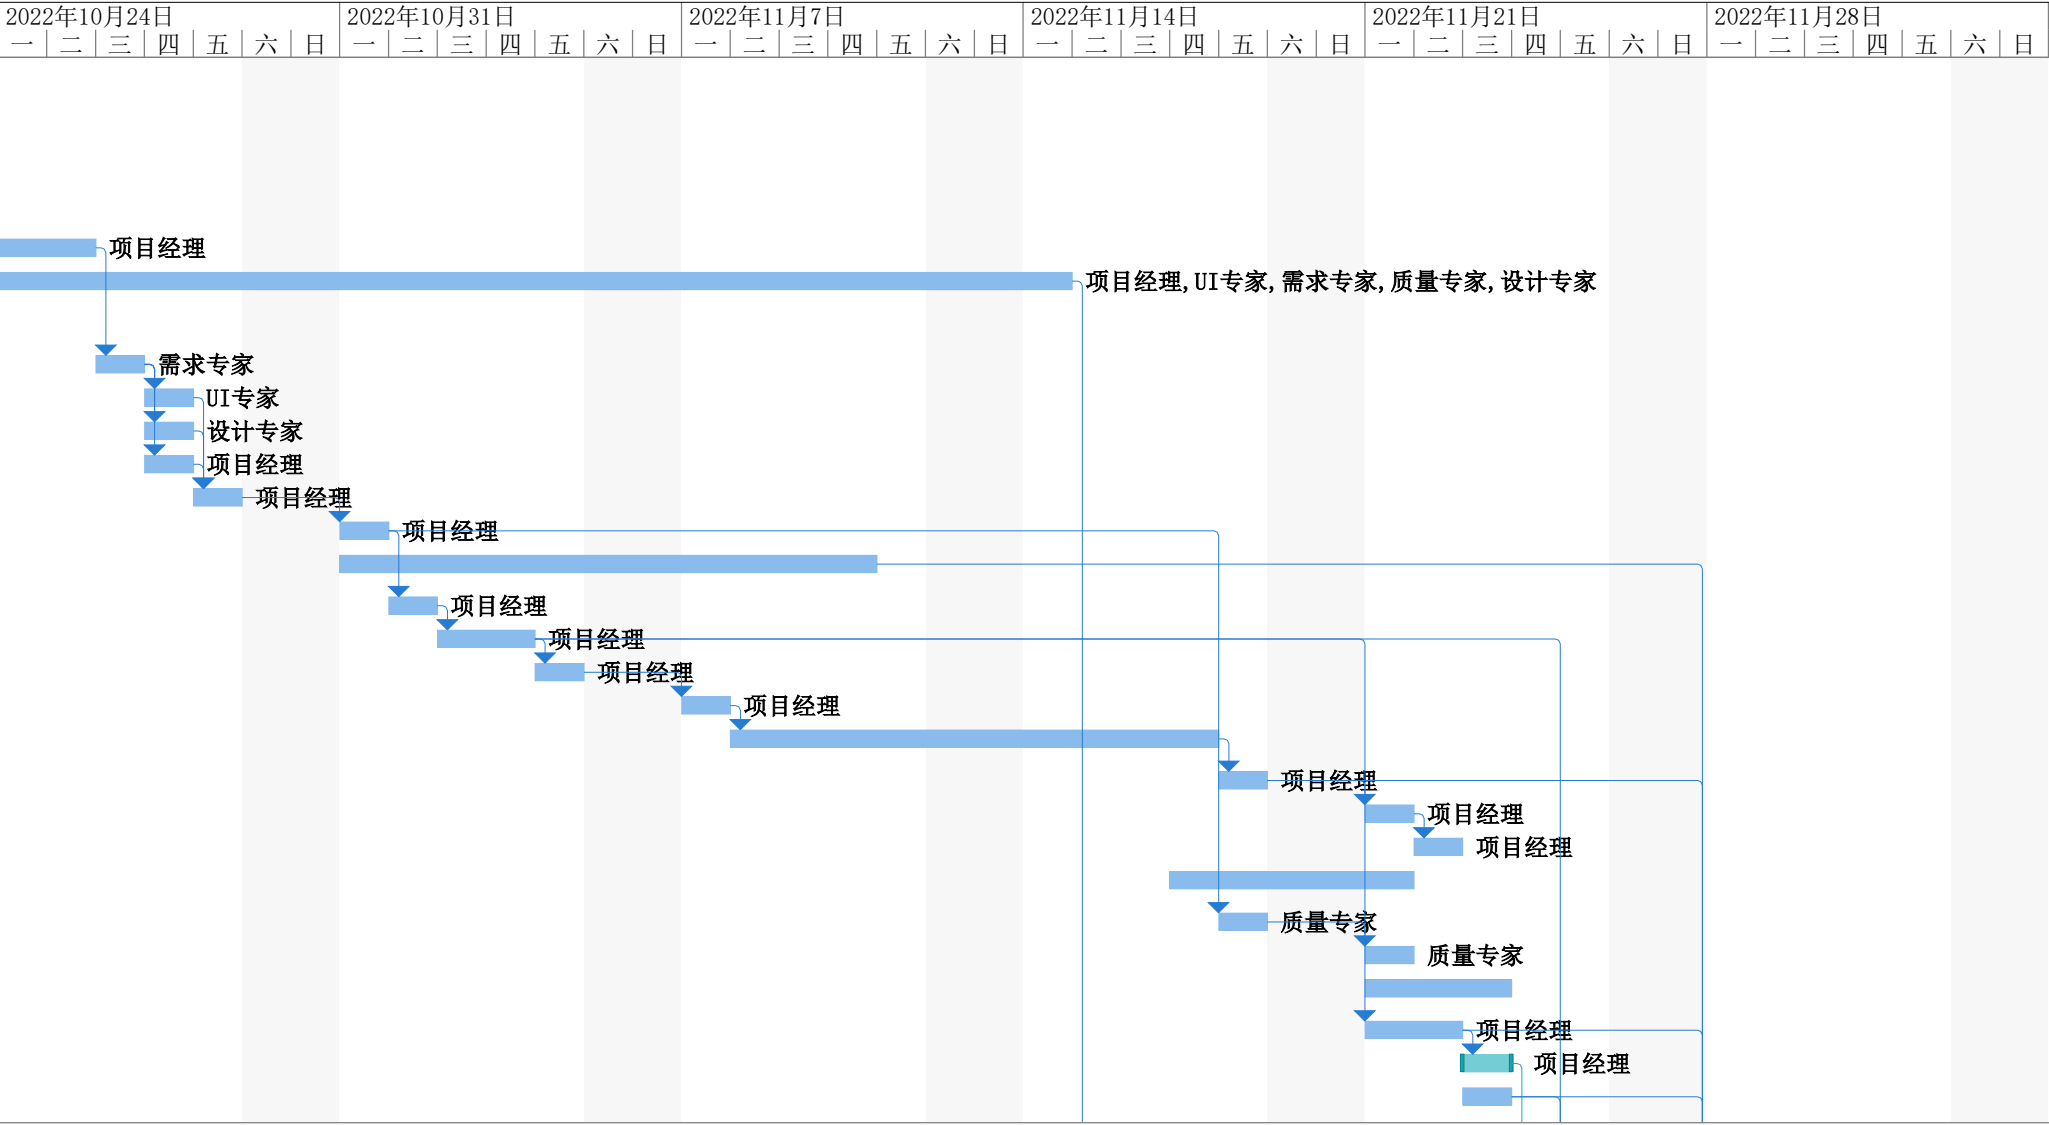 2022年10月24日 2022年10月31日 2022年11月7日 2022年11月14日 2022年11月21日 2022年11月28日
一 二 三 四 五 六 日 一 二 三 四 五 六 日 一 二 三 四 五 六 日 一 二 三 四 五 六 日 一 二 三 四 五 六 日 一 二 三 四 五 六 日
项目经理
项目经理,UI专家,需求专家,质量专家,设计专家
需求专家
UI专家
设计专家
项目经理
项目经理
项目经理
项目经理
项目经理
项目经理
项目经理
项目经理
项目经理
项目经理
质量专家
质量专家
项目经理
项目经理